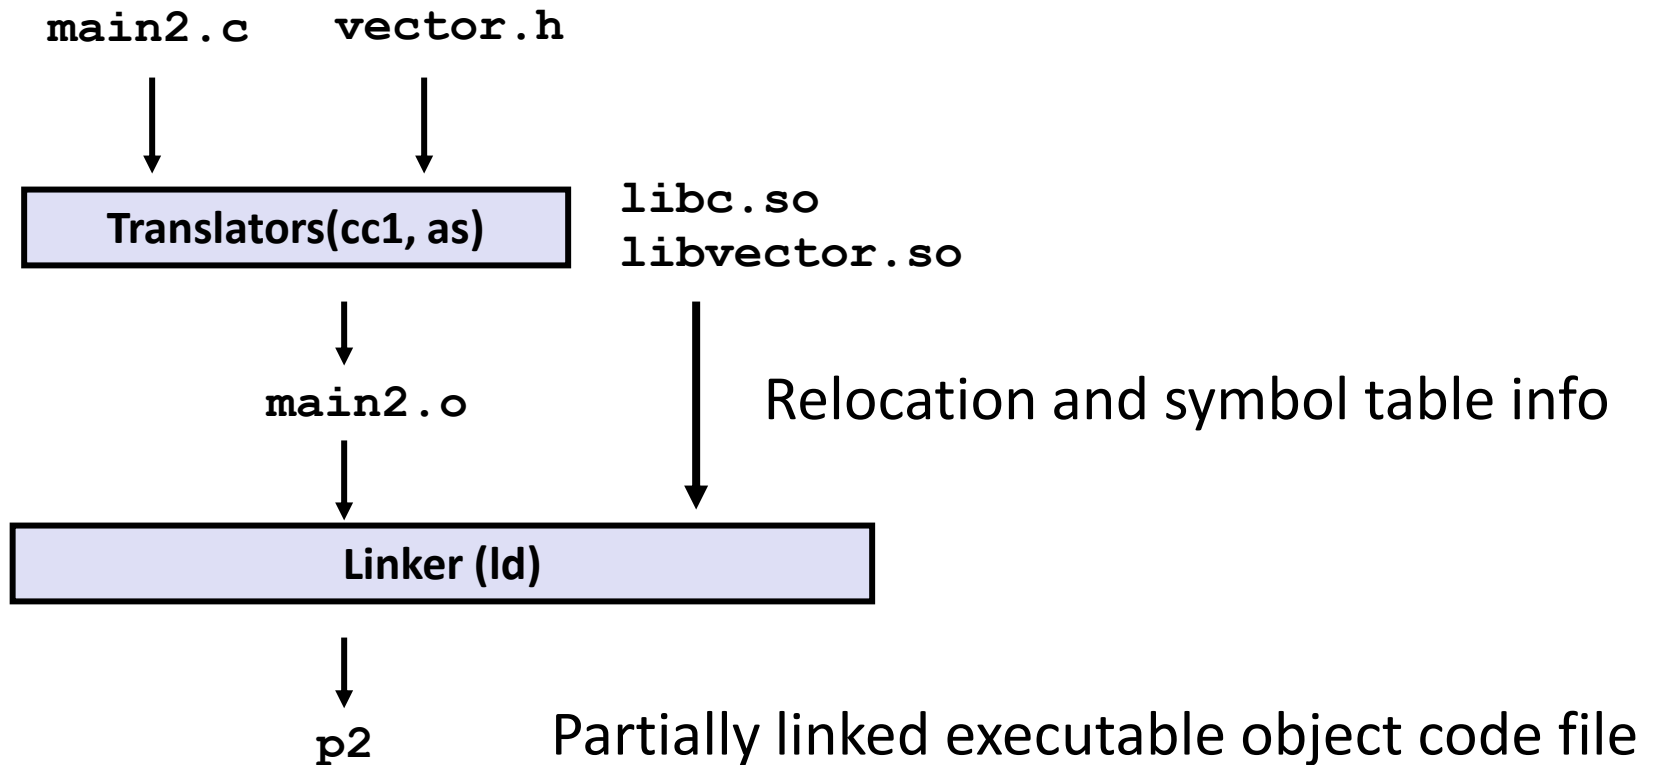 main2.c
vector.h
Translators(cc1, as)
libc.so
libvector.so
main2.o
Relocation and symbol table info
Linker (ld)
p2
Partially linked executable object code file